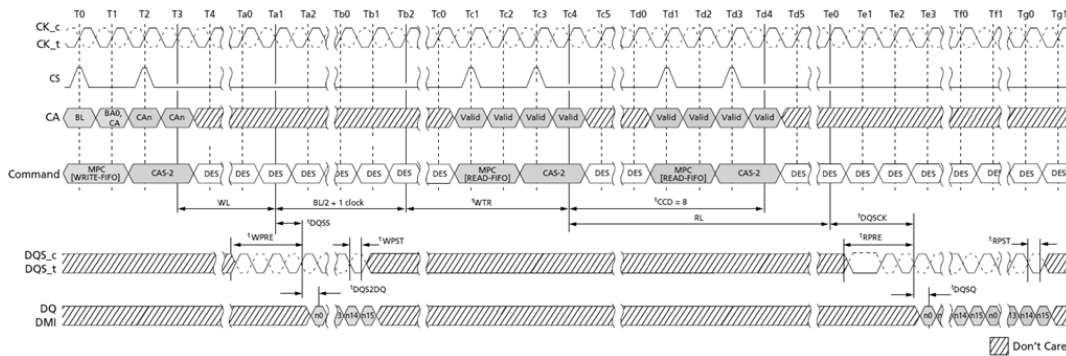 T0 T1 T2 T3 T4 Ta0 Ta1 Ta2 Tb0 Tb1 Tb2 Tc0 Tc1 Tc2 Tc3 Tc4 Tc5 Td0 Td1 Td2 Td3 Td4 Td5 Te0 Te1 Te2 Te3 Tf0 Tf1 Tg0 Tg1
CK_c
CK_t
CS
CA BL BA0, CA CAn CAn Valid Valid Valid Valid Valid Valid Valid Valid
Command MPC [WRITE-FIFO] CAS-2 DES DES DES DES DES DES DES DES MPC [READ-FIFO] CAS-2 DES DES MPC [READ-FIFO] CAS-2 DES DES DES DES DES DES DES DES DES
WL BL/2 + 1 clock tWTR tCCD = 8
tDQSS RL tDQSCK
tWPRE tWPST tRPRE tRPST
DQS_c
DQS_t
tDQS2DQ tDQSQ
DQ
DMI
n0 n14 n15 n0 n14 n15 n0 13 n14 n15
Don't Care